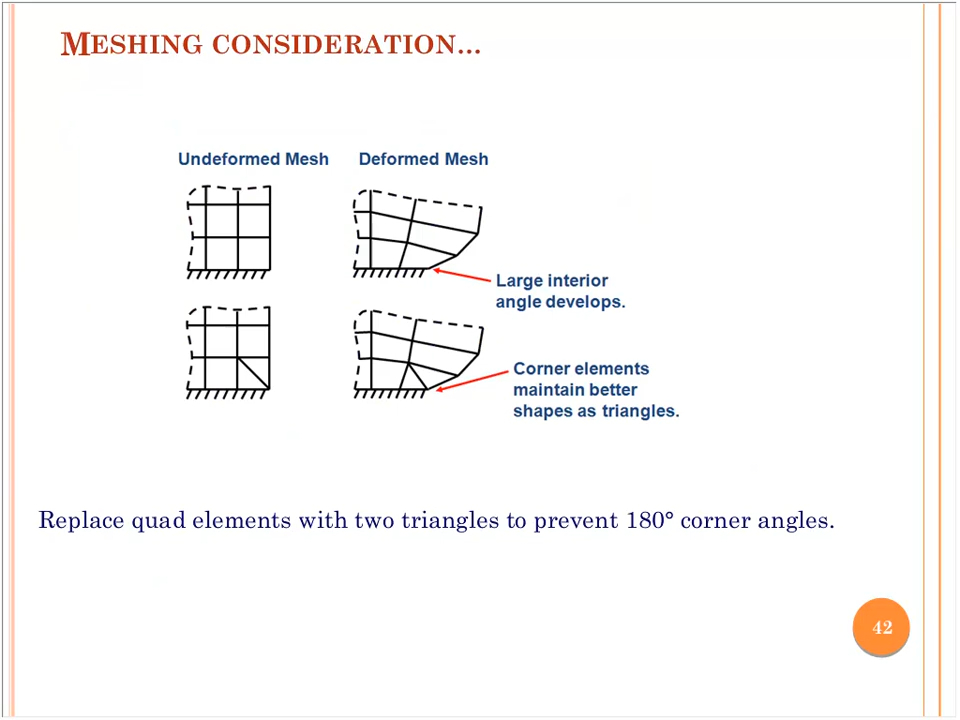 MESHING CONSIDERATION…
Undeformed Mesh Deformed Mesh
Large interior
angle develops.
Corner elements
maintain better
shapes as triangles.
Replace quad elements with two triangles to prevent 180° corner angles.
42